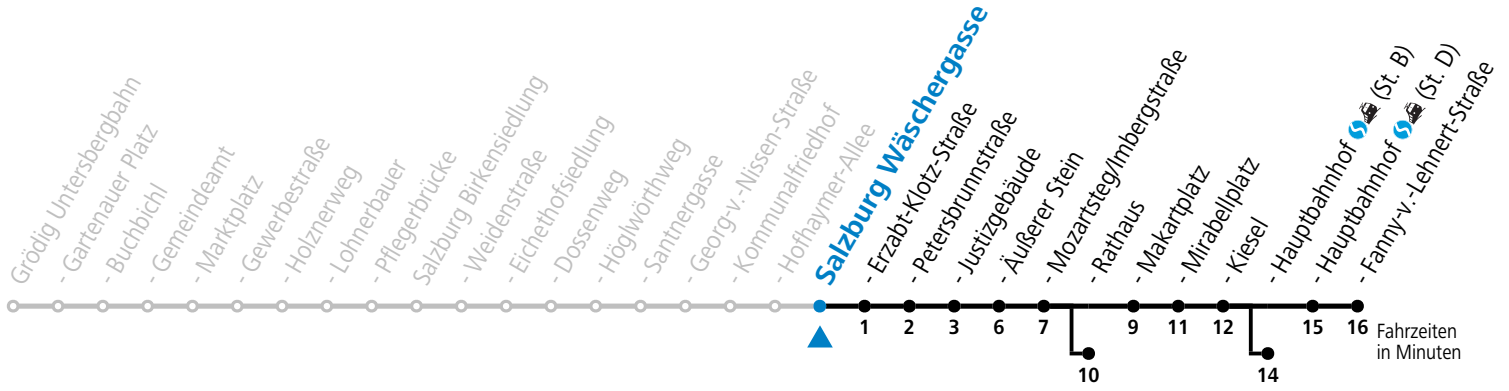 Grödig Untersbergbahn
- Gartenauer Platz
- Buchbichl
- Gemeindeamt
- Marktplatz
- Gewerbestraße
- Holznerweg
- Lohnerbauer
- Pflegerbrücke
Salzburg Birkensiedlung
- Weidenstraße
- Eichethofsiedlung
- Dossenweg
- Höglwörthweg
- Santnergasse
- Georg-v.-Nissen-Straße
- Kommunalfriedhof
- Hofhaymer-Allee
Salzburg Wäschergasse
- Erzabt-Klotz-Straße
- Petersbrunnstraße
- Justizgebäude
- Äußerer Stein
- Mozartsteg/Imbergstraße
- Rathaus
- Makartplatz
- Mirabellplatz
- Kiesel
- Hauptbahnhof (St. B)
- Hauptbahnhof (St. D)
- Fanny-v.-Lehnert-Straße
1 2 3 6 7 9 11 12 15 16 Fahrzeiten
in Minuten
10 14